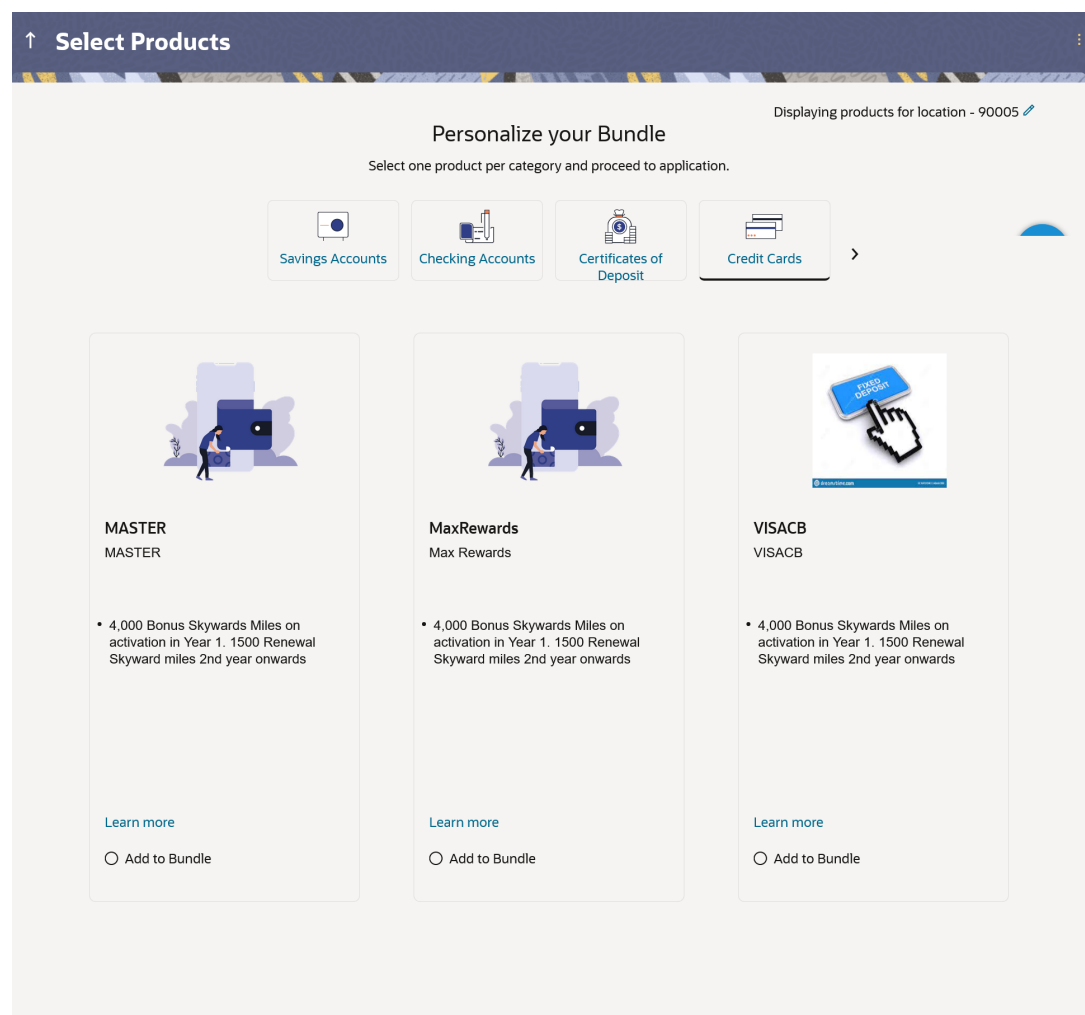 Select Products
Displaying products for location - 90005
Personalize your Bundle
Select one product per category and proceed to application.
Savings Accounts
Checking Accounts
Certificates of
Deposit
Credit Cards
FIXED
DEPOSIT
dreamstime.com
MASTER
MASTER
• 4,000 Bonus Skywards Miles on
activation in Year 1. 1500 Renewal
Skyward miles 2nd year onwards
Learn more
Add to Bundle
MaxRewards
Max Rewards
• 4,000 Bonus Skywards Miles on
activation in Year 1. 1500 Renewal
Skyward miles 2nd year onwards
Learn more
Add to Bundle
VISACB
VISACB
• 4,000 Bonus Skywards Miles on
activation in Year 1. 1500 Renewal
Skyward miles 2nd year onwards
Learn more
Add to Bundle